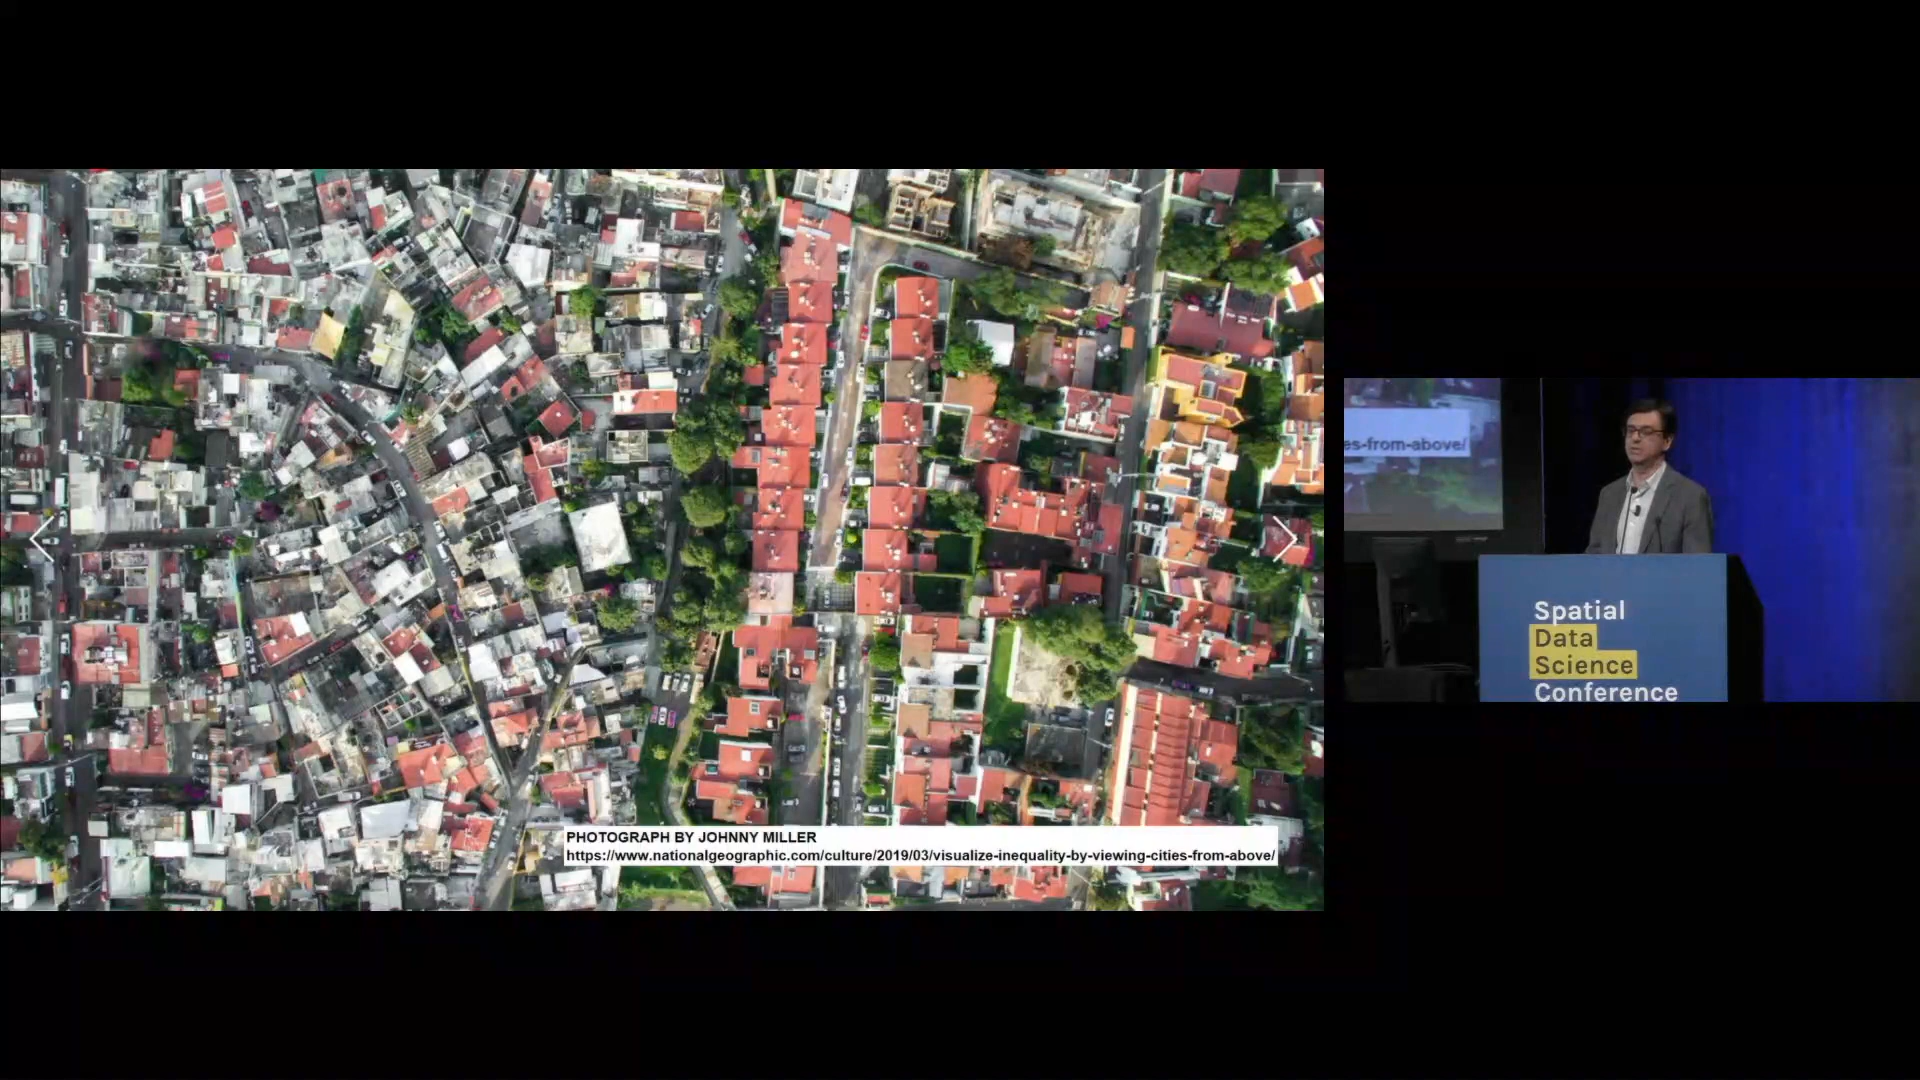 PHOTOGRAPH BY JOHNNY MILLER
https://www.nationalgeographic.com/culture/2019/03/visualize-inequality-by-viewing-cities-from-above/
es-from-above/
Spatial
Data
Science
Conference